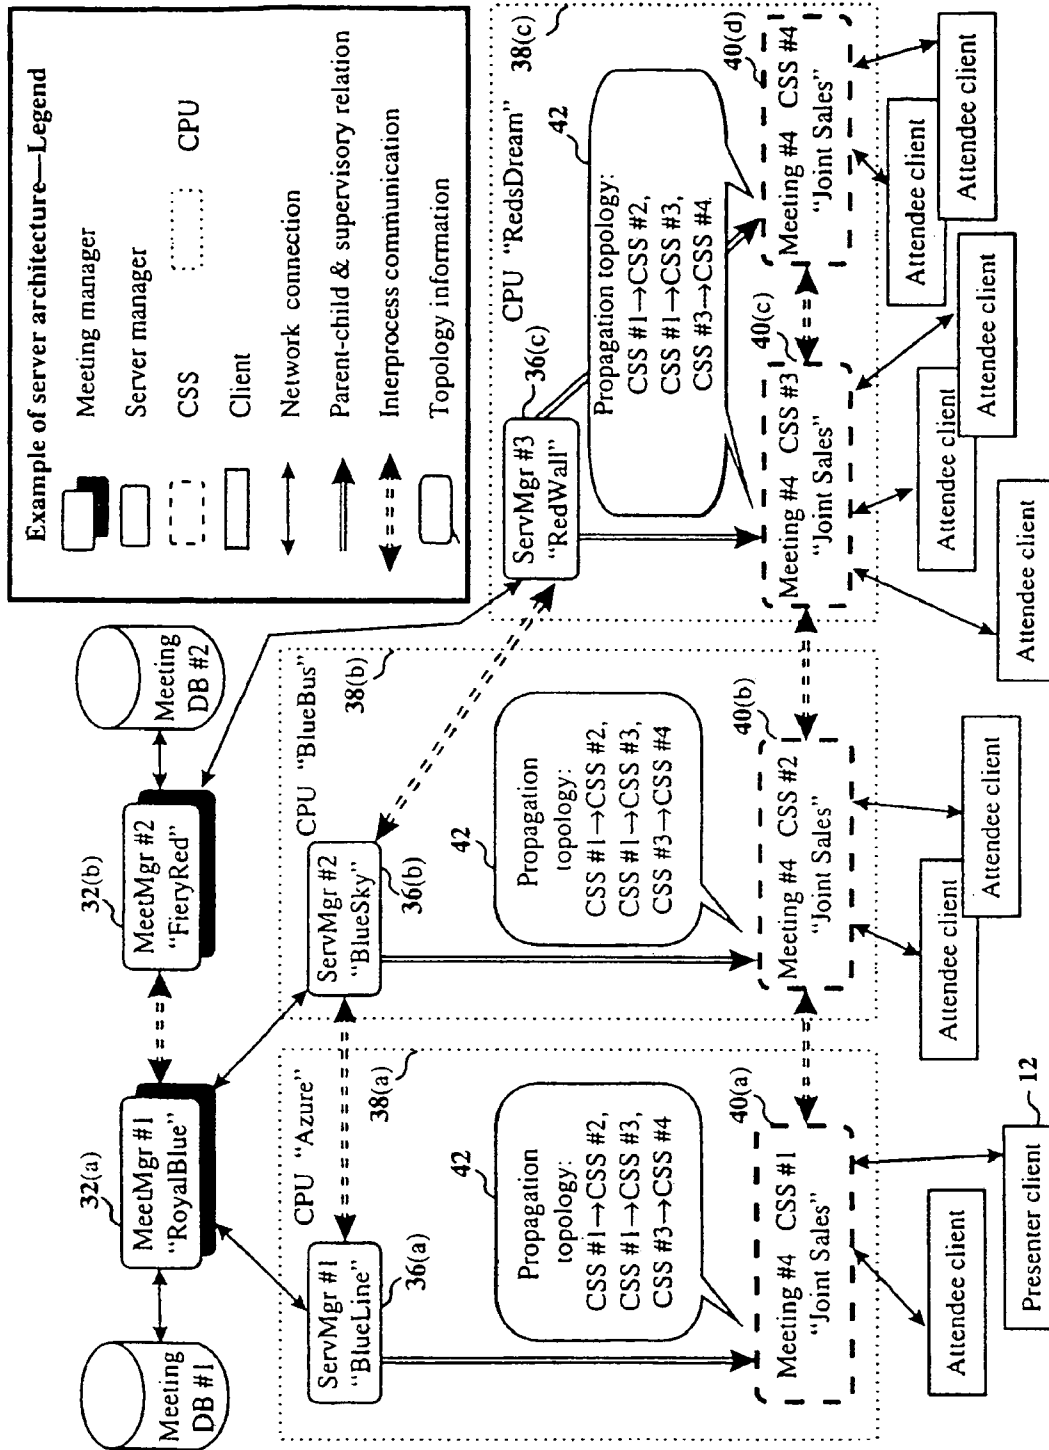 Example of server architecture—Legend
Meeting manager
Server manager
CSS
CPU
Client
Network connection
Parent-child & supervisory relation
Interprocess communication
Topology information
Meeting
DB #1
32(a)
MeetMgr #1
“RoyalBlue”
32(b)
MeetMgr #2
“FieryRed”
Meeting
DB #2
CPU “Azure”
38(a)
ServMgr #1
“BlueLine”
36(a)
42
Propagation
topology:
CSS #1→CSS #2,
CSS #1→CSS #3,
CSS #3→CSS #4
40(a)
Meeting #4 CSS #1
“Joint Sales”
Attendee client
Presenter client
12
CPU “BlueBus”
38(b)
ServMgr #2
“BlueSky”
36(b)
42
Propagation
topology:
CSS #1→CSS #2,
CSS #1→CSS #3,
CSS #3→CSS #4
40(b)
Meeting #4 CSS #2
“Joint Sales”
Attendee client
Attendee client
CPU “RedsDream”
38(c)
36(c)
ServMgr #3
“RedWall”
42
Propagation topology:
CSS #1→CSS #2,
CSS #1→CSS #3,
CSS #3→CSS #4
40(c)
Meeting #4 CSS #3
“Joint Sales”
40(d)
Meeting #4 CSS #4
“Joint Sales”
Attendee client
Attendee client
Attendee client
Attendee client
Attendee client